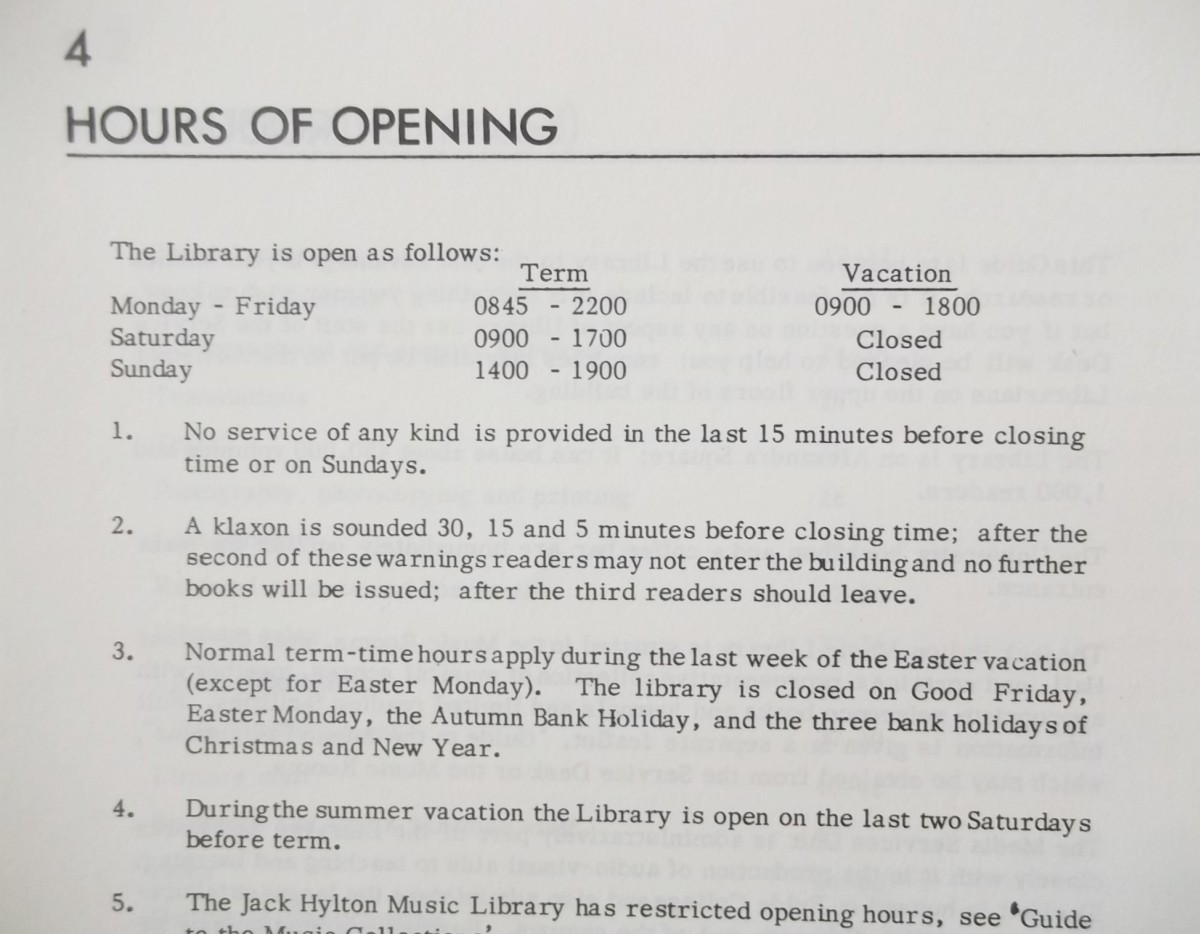 4
HOURS OF OPENING
The Library is open as follows:
Term Vacation
Monday - Friday 0845 - 2200 0900 - 1800
Saturday 0900 - 1700 Closed
Sunday 1400 - 1900 Closed
1. No service of any kind is provided in the last 15 minutes before closing
time or on Sundays.
2. A klaxon is sounded 30, 15 and 5 minutes before closing time; after the
second of these warnings readers may not enter the building and no further
books will be issued; after the third readers should leave.
3. Normal term-time hours apply during the last week of the Easter vacation
(except for Easter Monday). The library is closed on Good Friday,
Easter Monday, the Autumn Bank Holiday, and the three bank holidays of
Christmas and New Year.
4. During the summer vacation the Library is open on the last two Saturdays
before term.
5. The Jack Hylton Music Library has restricted opening hours, see 'Guide
to the Music Collections'